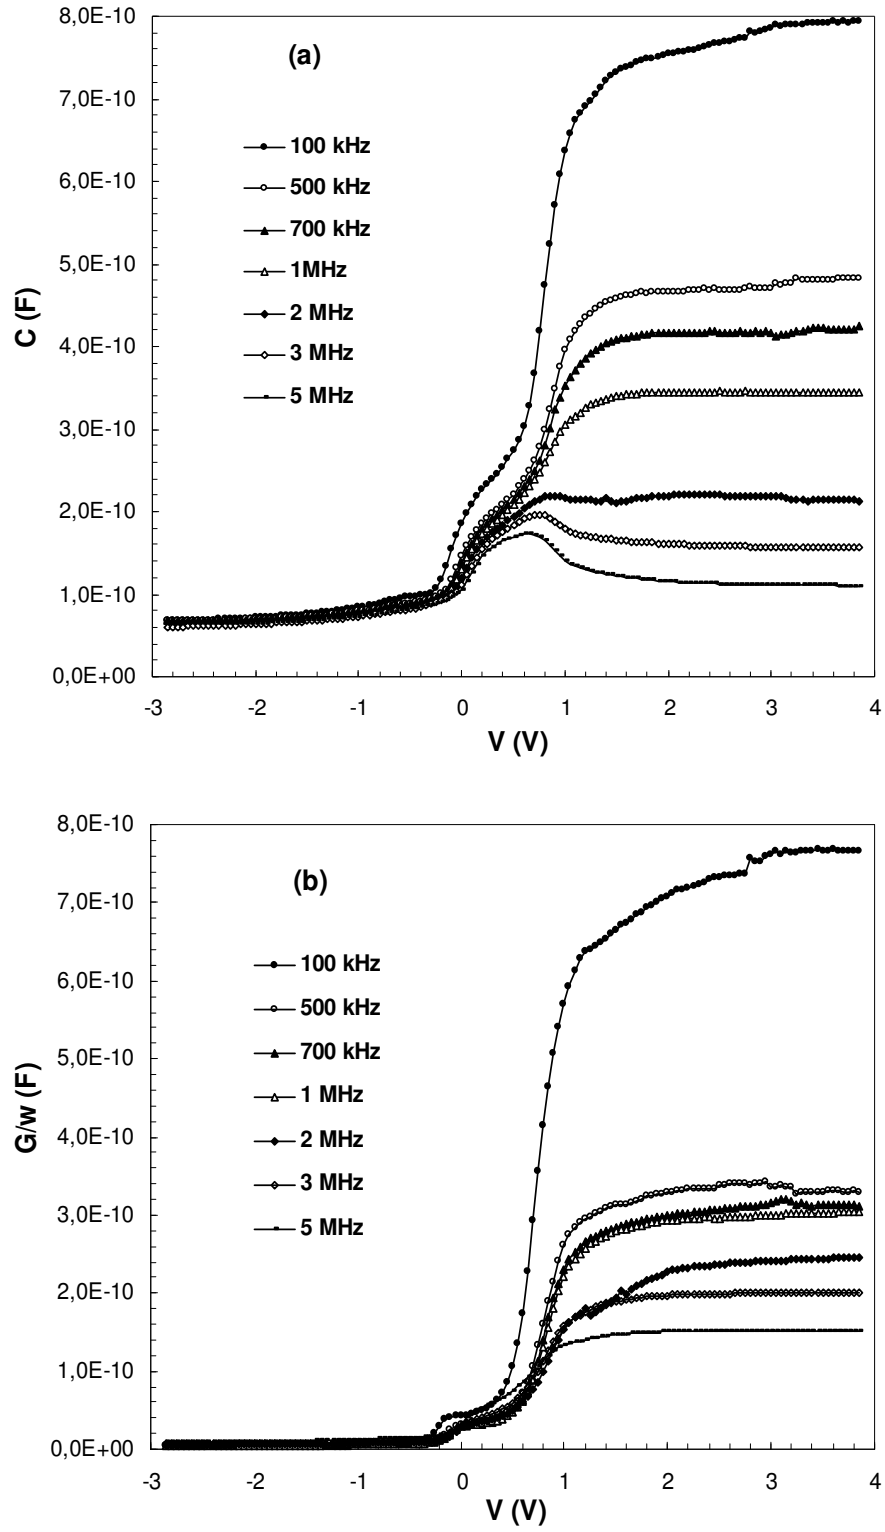 8,0E-10
(a)
7,0E-10
100 kHz
6,0E-10
500 kHz
700 kHz
5,0E-10
1MHz
C (F)
2 MHz
4,0E-10
3 MHz
5 MHz
3,0E-10
2,0E-10
1,0E-10
0,0E+00
-3 -2 -1 0 1 2 3 4
V (V)
8,0E-10
(b)
7,0E-10
100 kHz
6,0E-10
500 kHz
700 kHz
5,0E-10
1 MHz
G/w (F)
2 MHz
4,0E-10
3 MHz
5 MHz
3,0E-10
2,0E-10
1,0E-10
0,0E+00
-3 -2 -1 0 1 2 3 4
V (V)